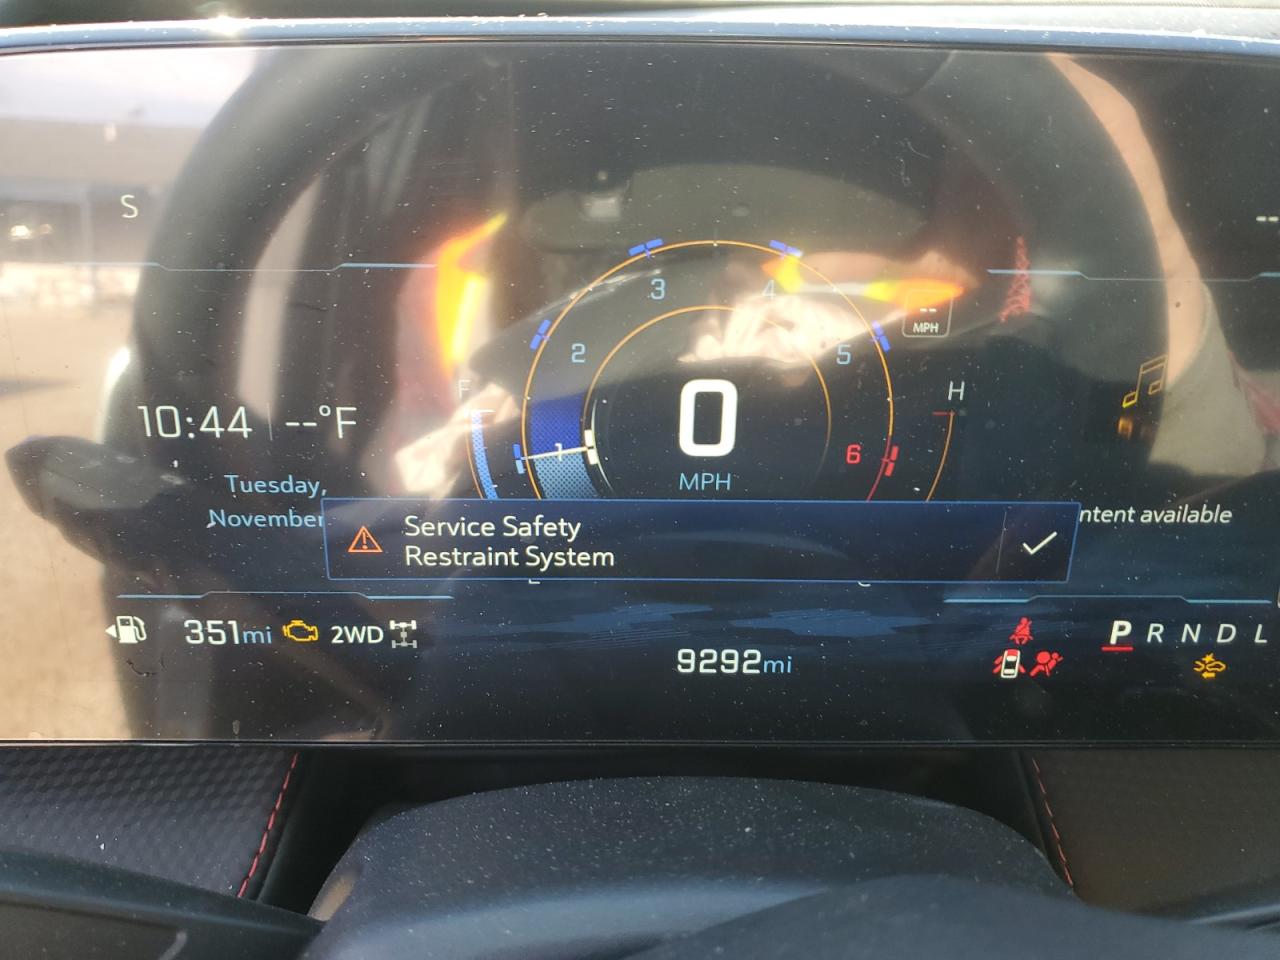 S
--
3
4
2
5
--
MPH
F
H
10:44 --°F
0
1
6
MPH
Tuesday,
November
ntent available
Service Safety
Restraint System
351mi
2WD
9292mi
P R N D L